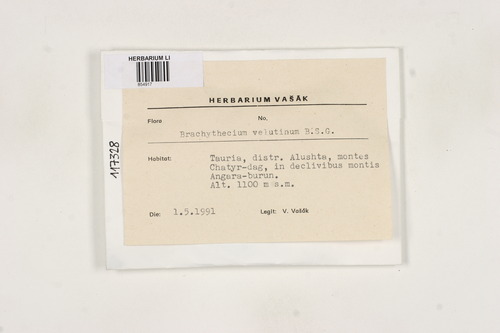 HERBARIUM LI
654917
HERBARIUM VAŠÁK
Flora
No.
Brachythecium velutinum B.S.G.
Habitat:
Tauria, distr. Alushta, montes
Chatyr-dag, in declivibus montis
Angara-burun.
Alt. 1100 m s.m.
Die: 1.5.1991
Legit: V. Vašák
117328